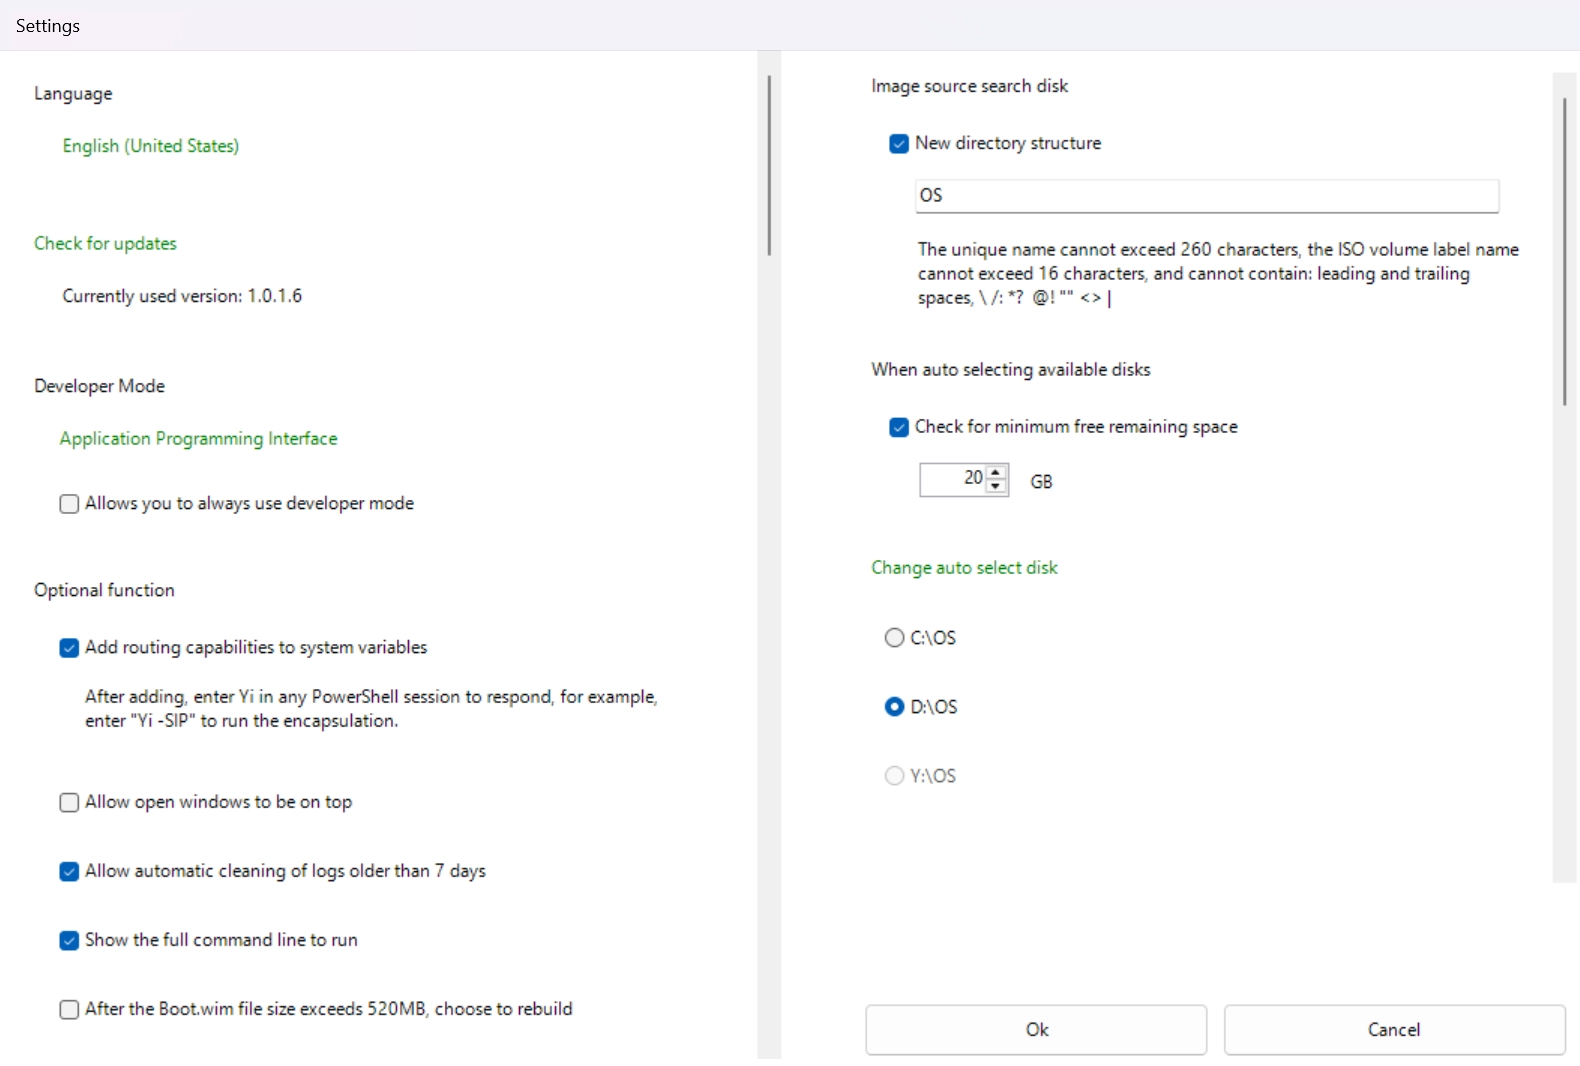 Settings
Language
English (United States)
Check for updates
Currently used version: 1.0.1.6
Developer Mode
Application Programming Interface
Allows you to always use developer mode
Optional function
Add routing capabilities to system variables
After adding, enter Yi in any PowerShell session to respond, for example,
enter "Yi -SIP" to run the encapsulation.
Allow open windows to be on top
Allow automatic cleaning of logs older than 7 days
Show the full command line to run
After the Boot.wim file size exceeds 520MB, choose to rebuild
Image source search disk
New directory structure
OS
The unique name cannot exceed 260 characters, the ISO volume label name
cannot exceed 16 characters, and cannot contain: leading and trailing
spaces, \ /: *?  @! "" <> |
When auto selecting available disks
Check for minimum free remaining space
20 GB
Change auto select disk
C:\OS
D:\OS
Y:\OS
Ok
Cancel